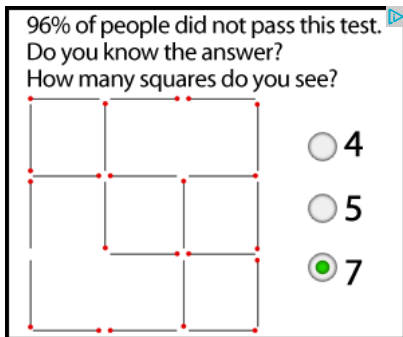 96% of people did not pass this test.
Do you know the answer?
How many squares do you see?
4
5
7